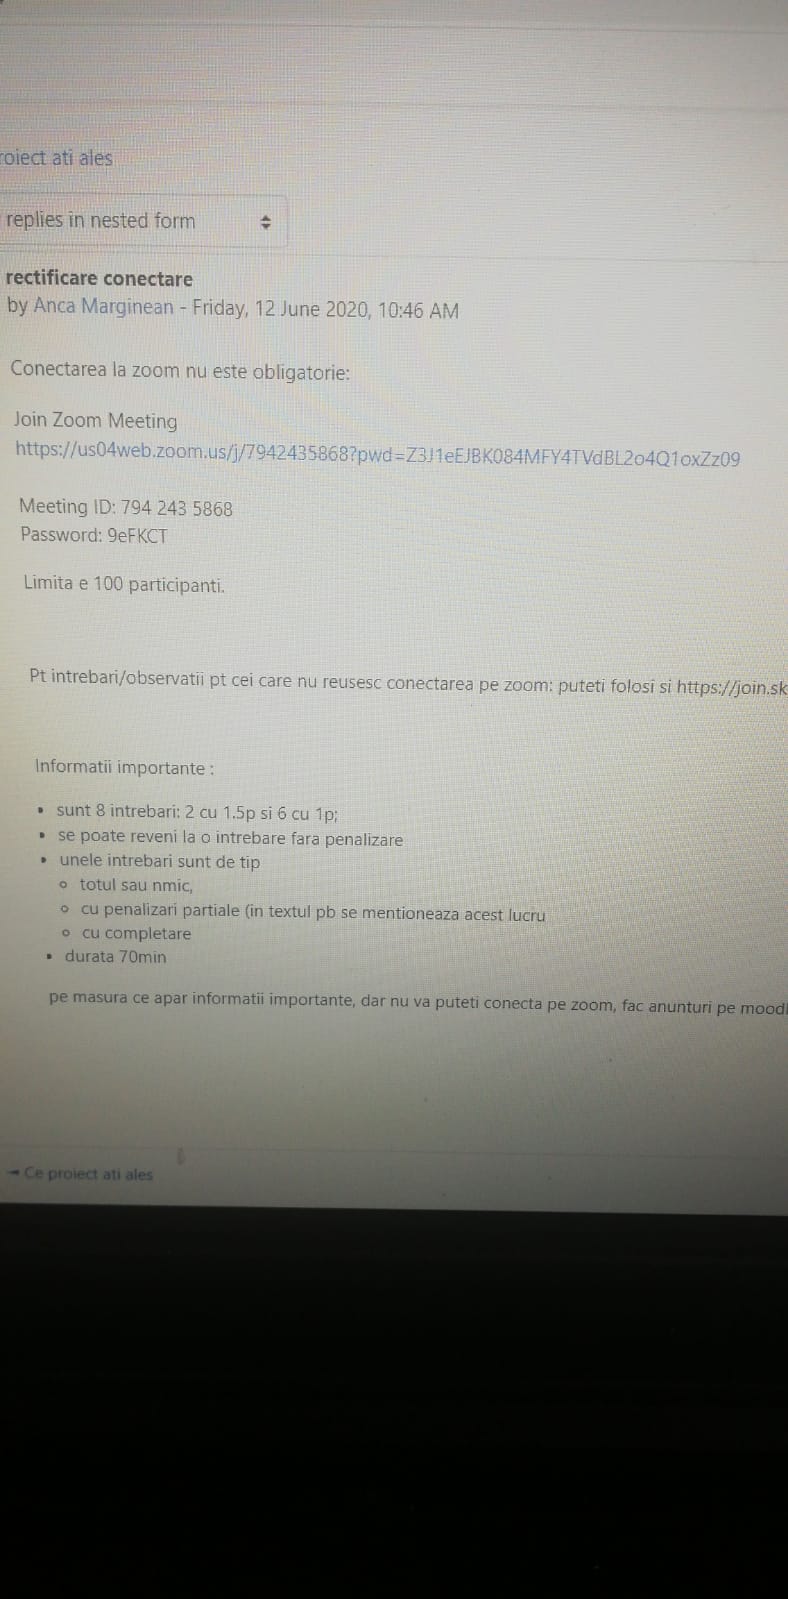 ati ales
replies in nested form
rectificare conectare
by Anca Marginean - Friday, 12 June 2020, 10:46 AM
Conectarea la zoom nu este obligatorie:
Join Zoom Meeting
https://us04web.zoom.us/j/7942435868?pwd=Z3J1eEJBK084MFY4TVdBL2o4Q1oxZz09
Meeting ID: 794 243 5868
Password: 9eFKCT
Limita e 100 participanti.
Pt intrebari/observatii pt cei care nu reusesc conectarea pe zoom: puteti folosi si https://join.sk
Informatii importante :
• sunt 8 intrebari: 2 cu 1.5p si 6 cu 1p;
• se poate reveni la o intrebare fara penalizare
• unele intrebari sunt de tip
o totul sau nmic,
o cu penalizari partiale (in textul pb se mentioneaza acest lucru
o cu completare
• durata 70min
pe masura ce apar informatii importante, dar nu va puteti conecta pe zoom, fac anunturi pe
◄ Ce proiect ati ales